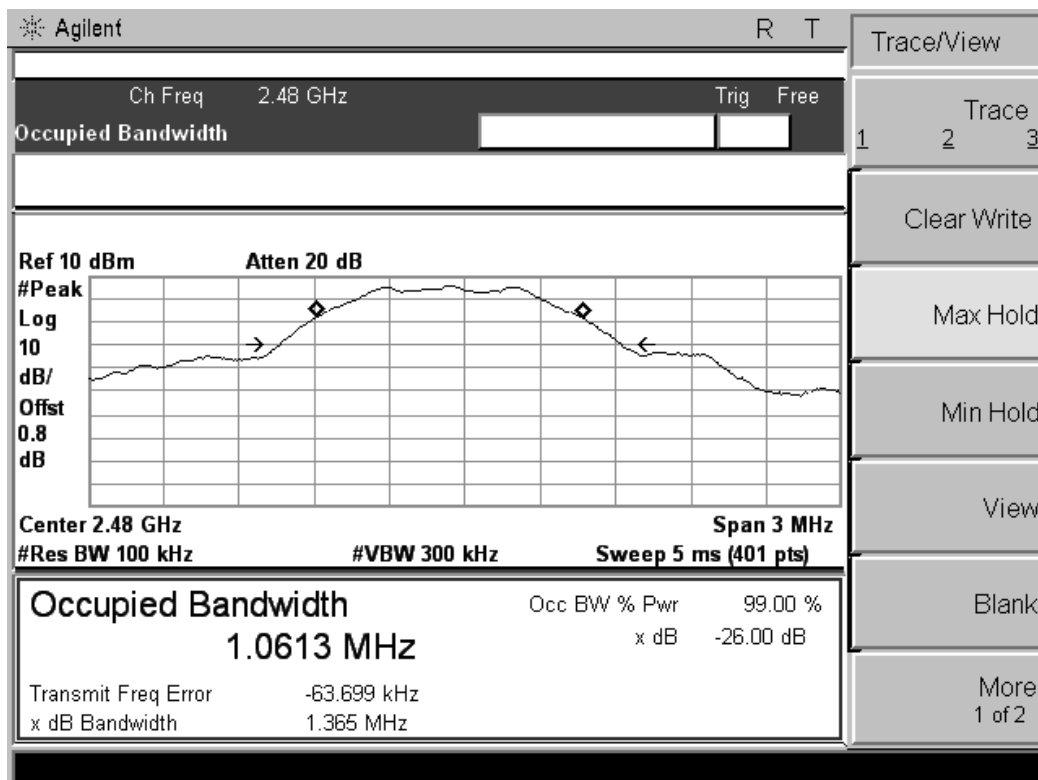 Agilent R T
Trace/View
Ch Freq 2.48 GHz Trig Free
Occupied Bandwidth
Trace
1 2 3
Clear Write
Ref 10 dBm Atten 20 dB
#Peak
Log
10
dB/
Offst
0.8
dB
Max Hold
Min Hold
View
Center 2.48 GHz Span 3 MHz
#Res BW 100 kHz #VBW 300 kHz Sweep 5 ms (401 pts)
Occupied Bandwidth Occ BW % Pwr 99.00 %
1.0613 MHz x dB -26.00 dB
Transmit Freq Error -63.699 kHz
x dB Bandwidth 1.365 MHz
Blank
More
1 of 2